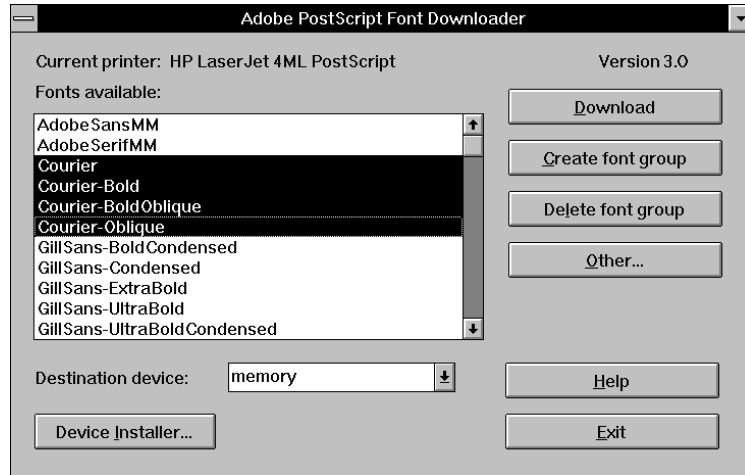 Adobe PostScript Font Downloader
Current printer: HP LaserJet 4ML PostScript
Version 3.0
Fonts available:
AdobeSansMM
AdobeSerifMM
Courier
Courier-Bold
Courier-BoldOblique
Courier-Oblique
GillSans-BoldCondensed
GillSans-Condensed
GillSans-ExtraBold
GillSans-UltraBold
GillSans-UltraBoldCondensed
Download
Create font group
Delete font group
Other...
Destination device:
memory
Help
Device Installer...
Exit